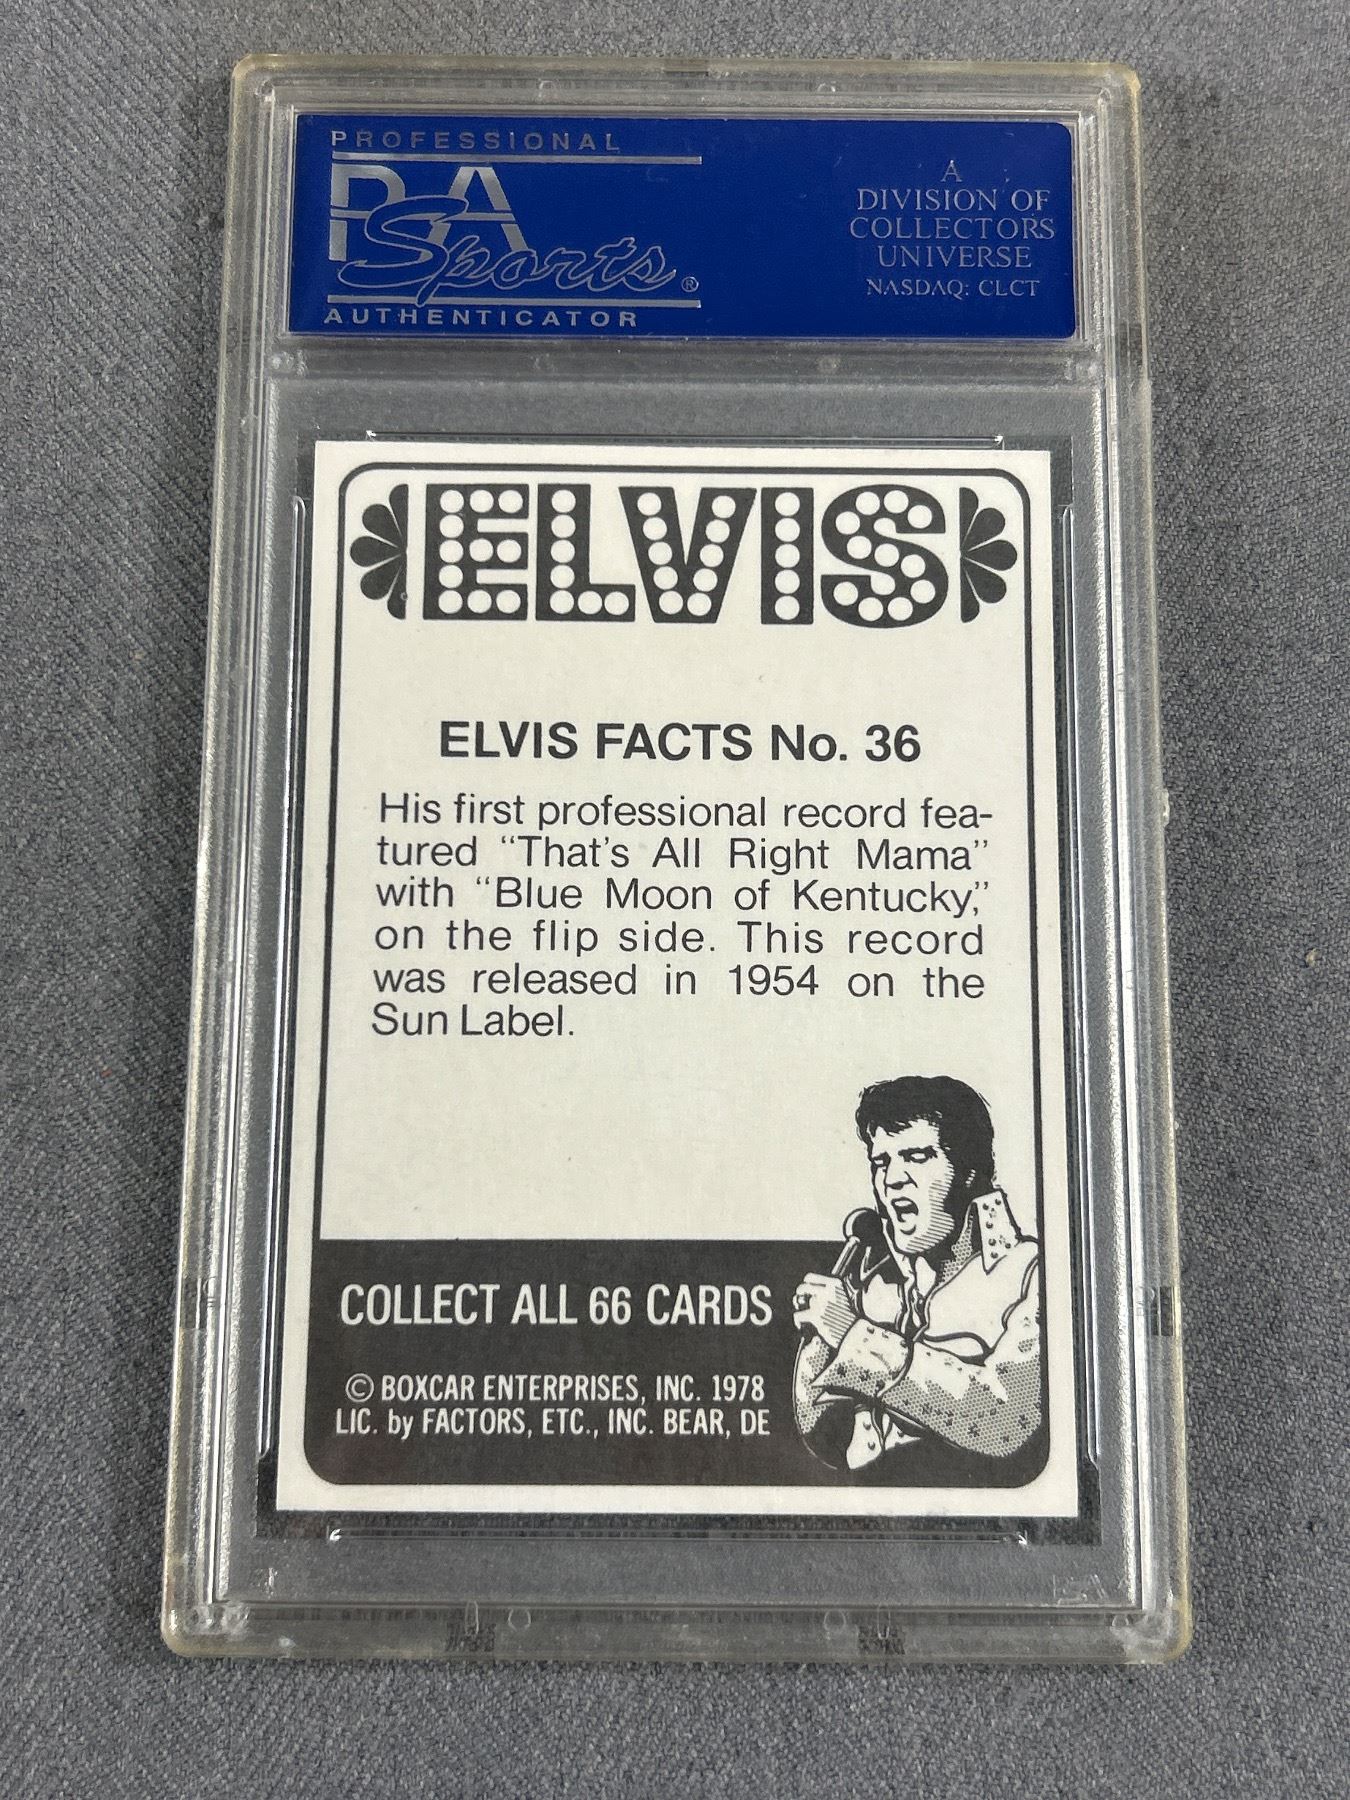 PROFESSIONAL
PSA
Sports®
AUTHENTICATOR
A
DIVISION OF
COLLECTORS
UNIVERSE
NASDAQ: CLCT
ELVIS
ELVIS FACTS No. 36
His first professional record fea-
tured "That's All Right Mama"
with "Blue Moon of Kentucky,"
on the flip side. This record
was released in 1954 on the
Sun Label.
COLLECT ALL 66 CARDS
© BOXCAR ENTERPRISES, INC. 1978
LIC. by FACTORS, ETC., INC. BEAR, DE